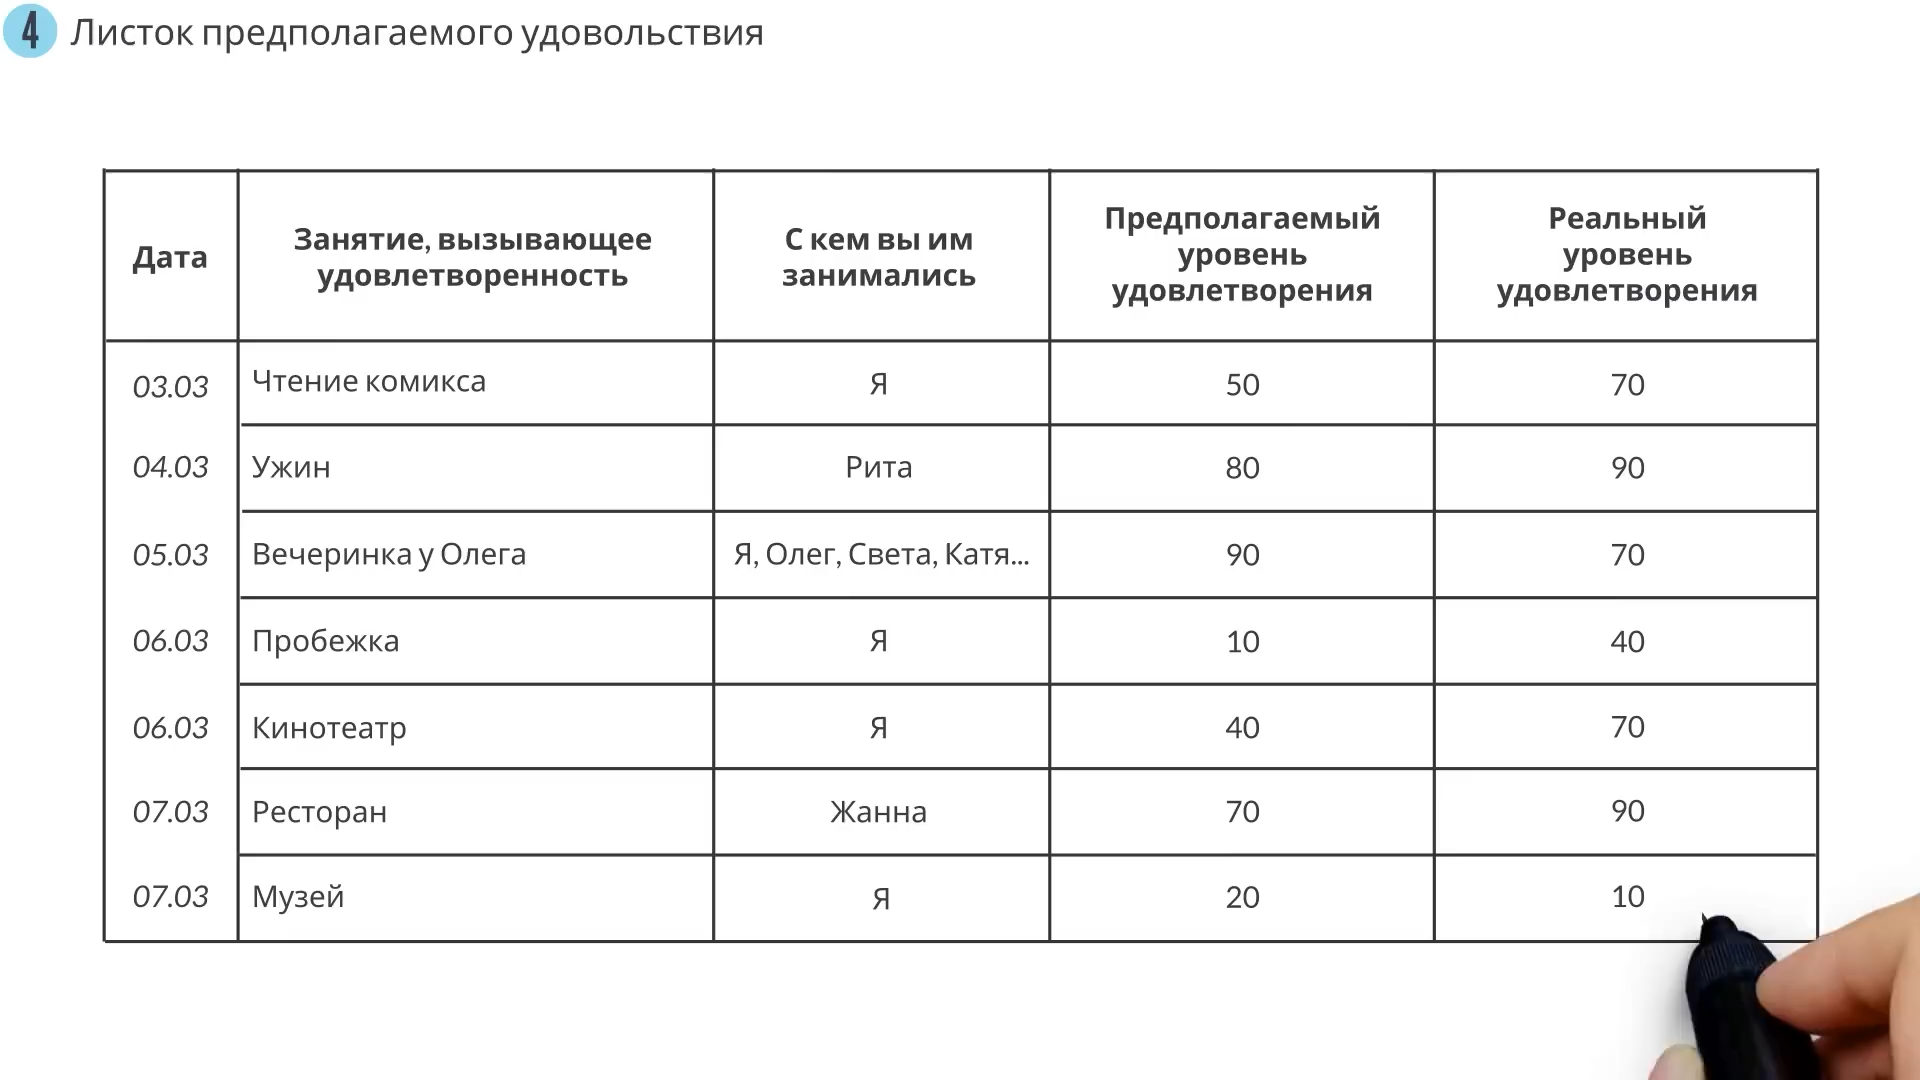 4 Листок предполагаемого удовольствия
Дата
Занятие, вызывающее
удовлетворенность
С кем вы им
занимались
Предполагаемый
уровень
удовлетворения
Реальный
уровень
удовлетворения
03.03 Чтение комикса Я 50 70
04.03 Ужин Рита 80 90
05.03 Вечеринка у Олега Я, Олег, Света, Катя... 90 70
06.03 Пробежка Я 10 40
06.03 Кинотеатр Я 40 70
07.03 Ресторан Жанна 70 90
07.03 Музей Я 20 10